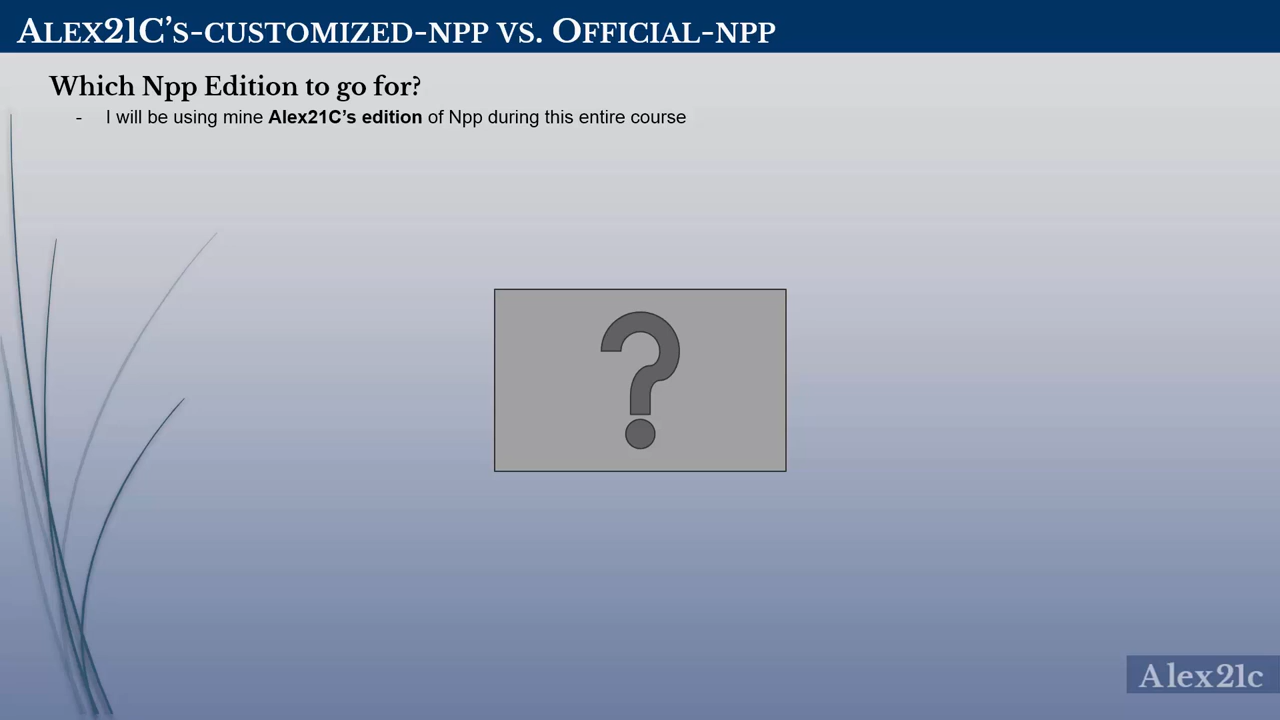 Alex21C's-customized-npp vs. Official-npp
Which Npp Edition to go for?
- I will be using mine Alex21C's edition of Npp during this entire course
?
Alex21c